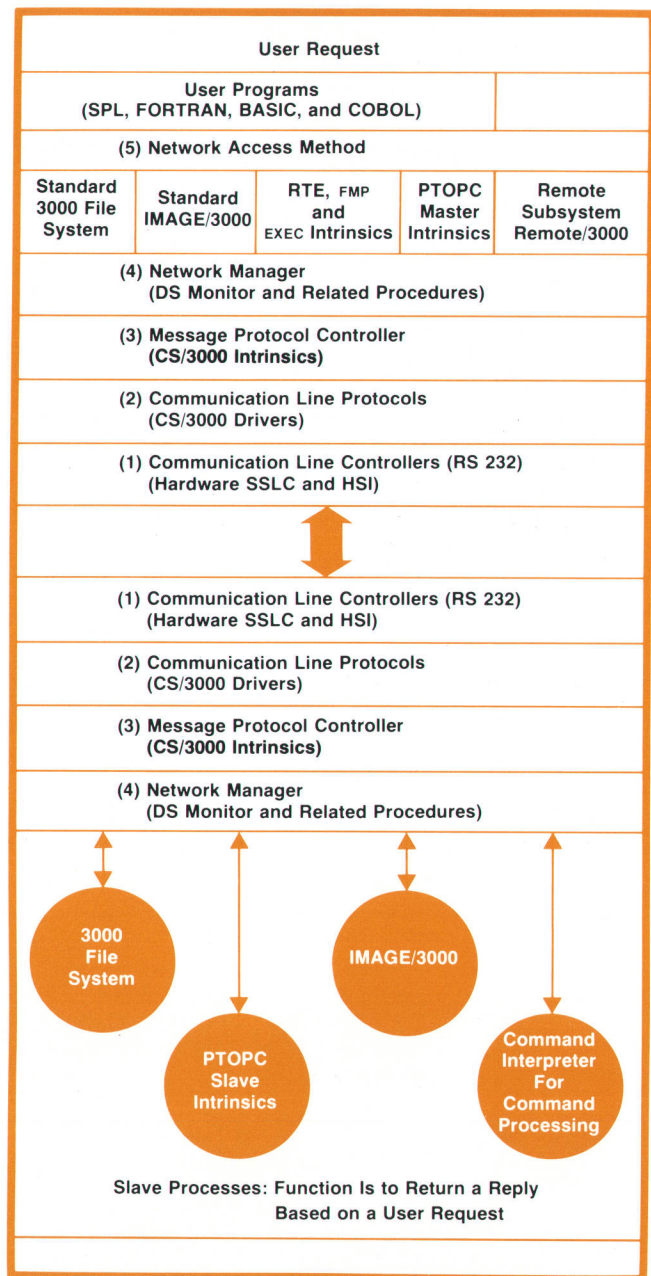 User Request
User Programs
(SPL, FORTRAN, BASIC, and COBOL)
(5) Network Access Method
Standard
3000 File
System
Standard
IMAGE/3000
RTE, FMP
and
EXEC Intrinsics
PTOPC
Master
Intrinsics
Remote
Subsystem
Remote/3000
(4) Network Manager
(DS Monitor and Related Procedures)
(3) Message Protocol Controller
(CS/3000 Intrinsics)
(2) Communication Line Protocols
(CS/3000 Drivers)
(1) Communication Line Controllers (RS 232)
(Hardware SSLC and HSI)
(1) Communication Line Controllers (RS 232)
(Hardware SSLC and HSI)
(2) Communication Line Protocols
(CS/3000 Drivers)
(3) Message Protocol Controller
(CS/3000 Intrinsics)
(4) Network Manager
(DS Monitor and Related Procedures)
3000
File
System
IMAGE/3000
PTOPC
Slave
Intrinsics
Command
Interpreter
For
Command
Processing
Slave Processes: Function Is to Return a Reply
Based on a User Request